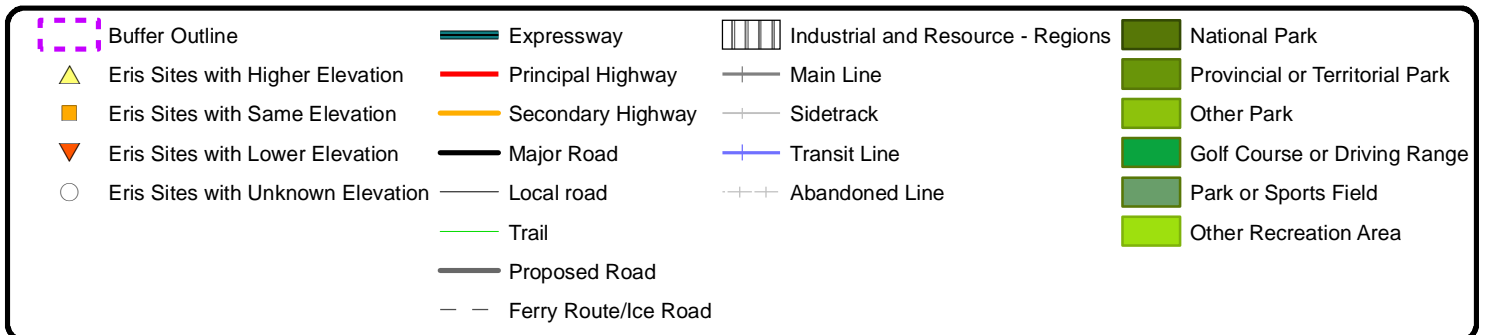 Buffer Outline
Eris Sites with Higher Elevation
Eris Sites with Same Elevation
Eris Sites with Lower Elevation
Eris Sites with Unknown Elevation
Expressway
Principal Highway
Secondary Highway
Major Road
Local road
Trail
Proposed Road
Ferry Route/Ice Road
Industrial and Resource - Regions
Main Line
Sidetrack
Transit Line
Abandoned Line
National Park
Provincial or Territorial Park
Other Park
Golf Course or Driving Range
Park or Sports Field
Other Recreation Area